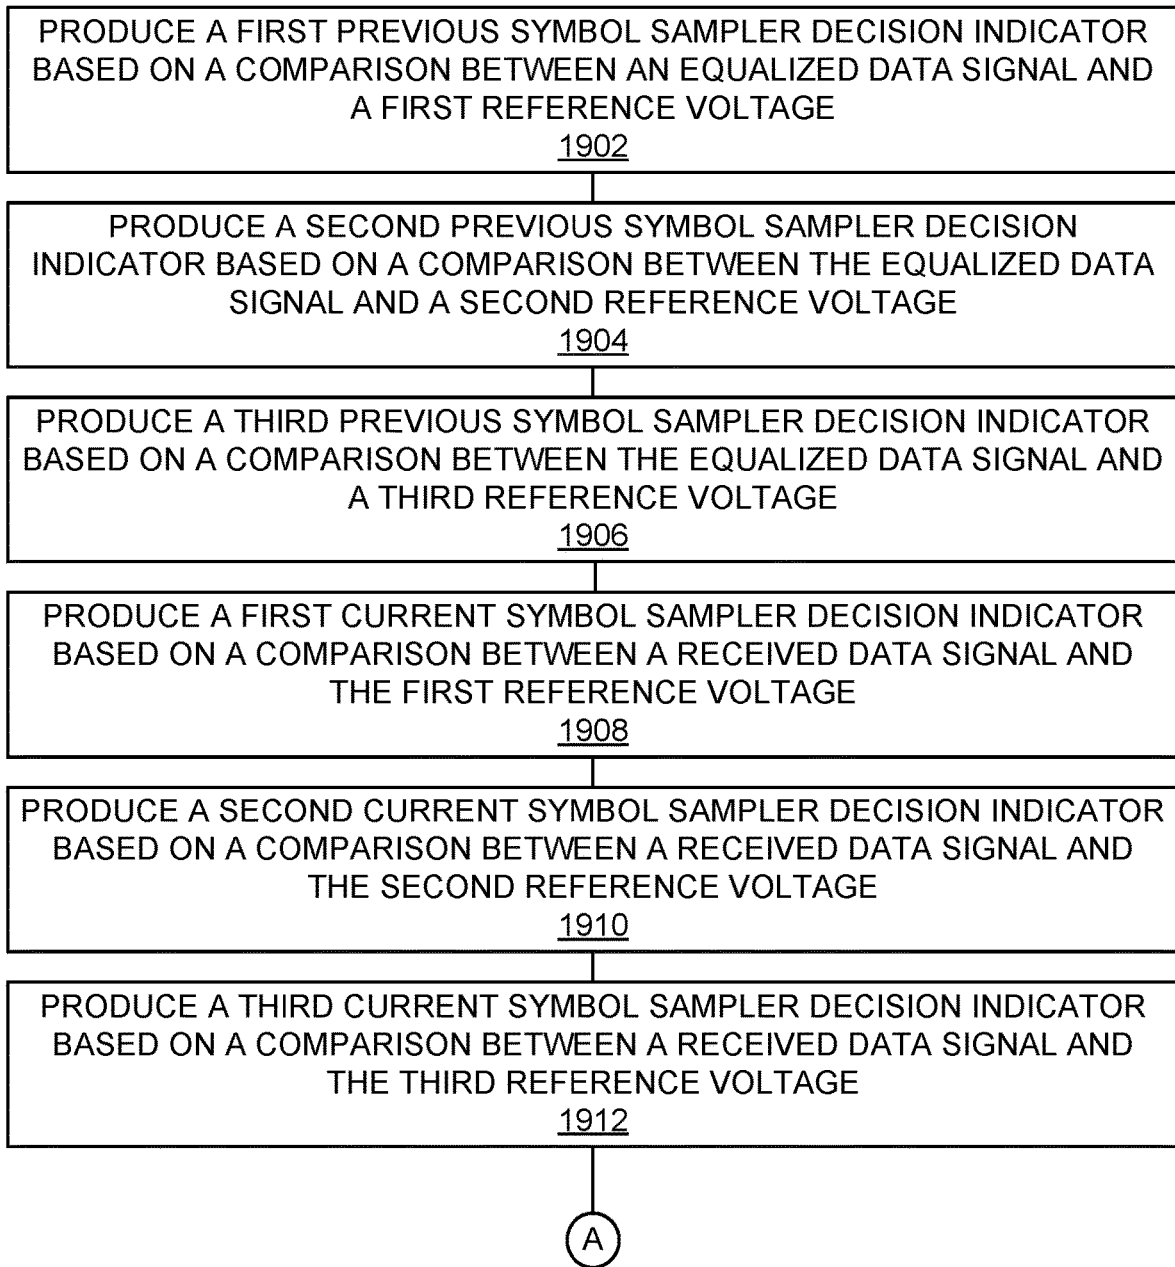 PRODUCE A FIRST PREVIOUS SYMBOL SAMPLER DECISION INDICATOR
BASED ON A COMPARISON BETWEEN AN EQUALIZED DATA SIGNAL AND
A FIRST REFERENCE VOLTAGE
1902
PRODUCE A SECOND PREVIOUS SYMBOL SAMPLER DECISION
INDICATOR BASED ON A COMPARISON BETWEEN THE EQUALIZED DATA
SIGNAL AND A SECOND REFERENCE VOLTAGE
1904
PRODUCE A THIRD PREVIOUS SYMBOL SAMPLER DECISION INDICATOR
BASED ON A COMPARISON BETWEEN THE EQUALIZED DATA SIGNAL AND
A THIRD REFERENCE VOLTAGE
1906
PRODUCE A FIRST CURRENT SYMBOL SAMPLER DECISION INDICATOR
BASED ON A COMPARISON BETWEEN A RECEIVED DATA SIGNAL AND
THE FIRST REFERENCE VOLTAGE
1908
PRODUCE A SECOND CURRENT SYMBOL SAMPLER DECISION INDICATOR
BASED ON A COMPARISON BETWEEN A RECEIVED DATA SIGNAL AND
THE SECOND REFERENCE VOLTAGE
1910
PRODUCE A THIRD CURRENT SYMBOL SAMPLER DECISION INDICATOR
BASED ON A COMPARISON BETWEEN A RECEIVED DATA SIGNAL AND
THE THIRD REFERENCE VOLTAGE
1912
A